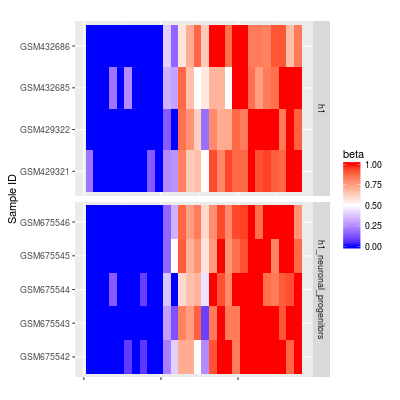 GSM432686
GSM432685
GSM429322
GSM429321
h1
GSM675546
GSM675545
GSM675544
GSM675543
GSM675542
h1_neuronal_progenitors
Sample ID
beta
1.00
0.75
0.50
0.25
0.00